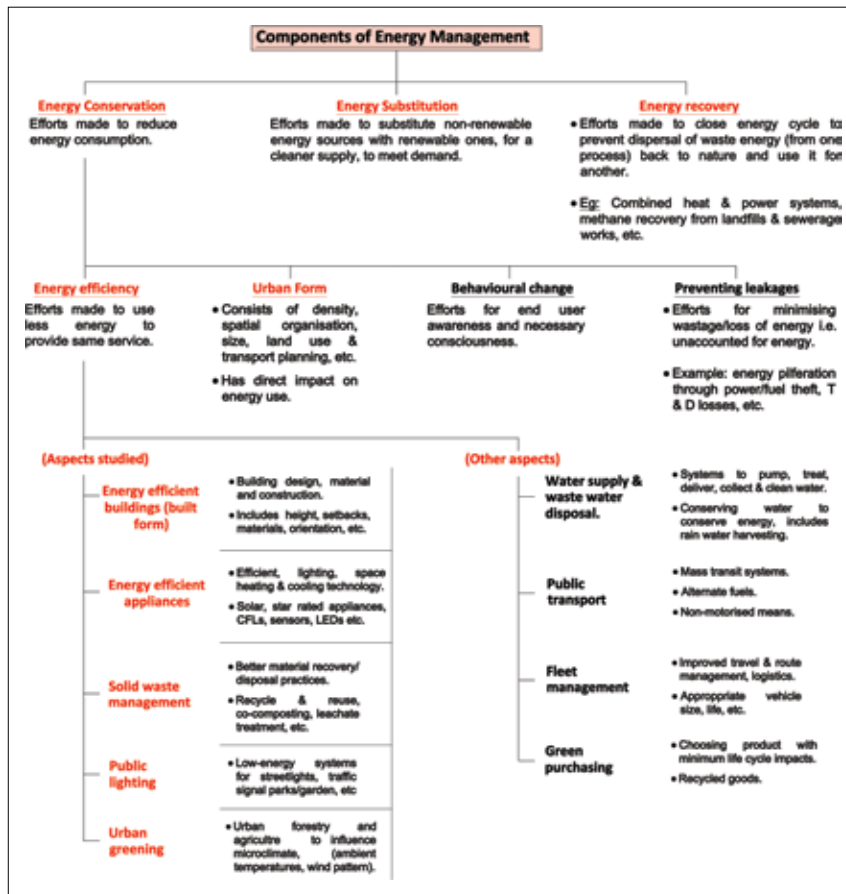 Components of Energy Management
Energy Conservation
Efforts made to reduce
energy consumption.
Energy Substitution
Efforts made to substitute non-renewable
energy sources with renewable ones, for a
cleaner supply, to meet demand.
Energy recovery
• Efforts made to close energy cycle to
prevent dispersal of waste energy (from one
process) back to nature and use it for
another.
• Eg: Combined heat & power systems,
methane recovery from landfills & sewerage
works, etc.
Energy efficiency
Efforts made to use
less energy to
provide same service.
Urban Form
• Consists of density,
spatial organisation,
size, land use &
transport planning, etc.
• Has direct impact on
energy use.
Behavioural change
Efforts for end user
awareness and necessary
consciousness.
Preventing leakages
• Efforts for minimising
wastage/loss of energy i.e.
unaccounted for energy.
• Example: energy pilferation
through power/fuel theft, T
& D losses, etc.
(Aspects studied)
Energy efficient
buildings (built
form)
• Building design, material
and construction.
• Includes height, setbacks,
materials, orientation, etc.
Energy efficient
appliances
• Efficient, lighting, space
heating & cooling technology.
• Solar, star rated appliances,
CFLs, sensors, LEDs etc.
Solid waste
management
• Better material recovery/
disposal practices.
• Recycle & reuse,
co-composting, leachate
treatment, etc.
Public
lighting
• Low-energy systems
for streetlights, traffic
signal parks/garden, etc
Urban
greening
• Urban forestry and
agricultre to influence
microclimate, (ambient
temperatures, wind pattern).
(Other aspects)
Water supply &
waste water
disposal.
• Systems to pump, treat,
deliver, collect & clean water.
• Conserving water to
conserve energy, includes
rain water harvesting.
Public
transport
• Mass transit systems.
• Alternate fuels.
• Non-motorised means.
Fleet
management
• Improved travel & route
management, logistics.
• Approppriate vehicle
size, life, etc.
Green
purchasing
• Choosing product with
minimum life cycle impacts.
• Recycled goods.